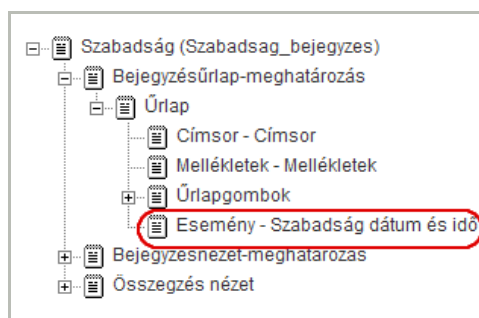 Szabadság (Szabadsag_bejegyzes)
Bejegyzésűrlap-meghatározás
Űrlap
Címsor - Címsor
Mellékletek - Mellékletek
Űrlapgombok
Esemény - Szabadság dátum és idő
Bejegyzésnézet-meghatározás
Összegzés nézet